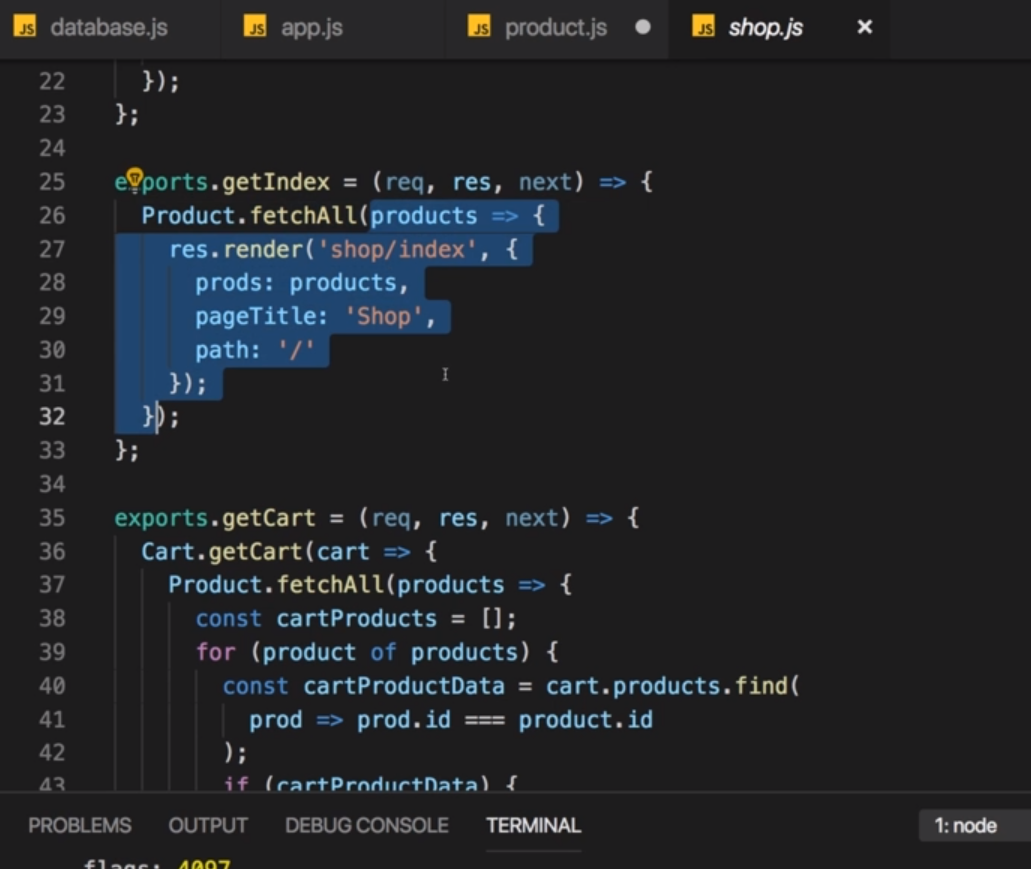 JS database.js JS app.js JS product.js JS shop.js
22 });
23 };
24
25 exports.getIndex = (req, res, next) => {
26 Product.fetchAll(products => {
27 res.render('shop/index', {
28 prods: products,
29 pageTitle: 'Shop',
30 path: '/'
31 });
32 });
33 };
34
35 exports.getCart = (req, res, next) => {
36 Cart.getCart(cart => {
37 Product.fetchAll(products => {
38 const cartProducts = [];
39 for (product of products) {
40 const cartProductData = cart.products.find(
41 prod => prod.id === product.id
42 );
43 if (cartProductData) {
PROBLEMS OUTPUT DEBUG CONSOLE TERMINAL 1: node
flags: 4097